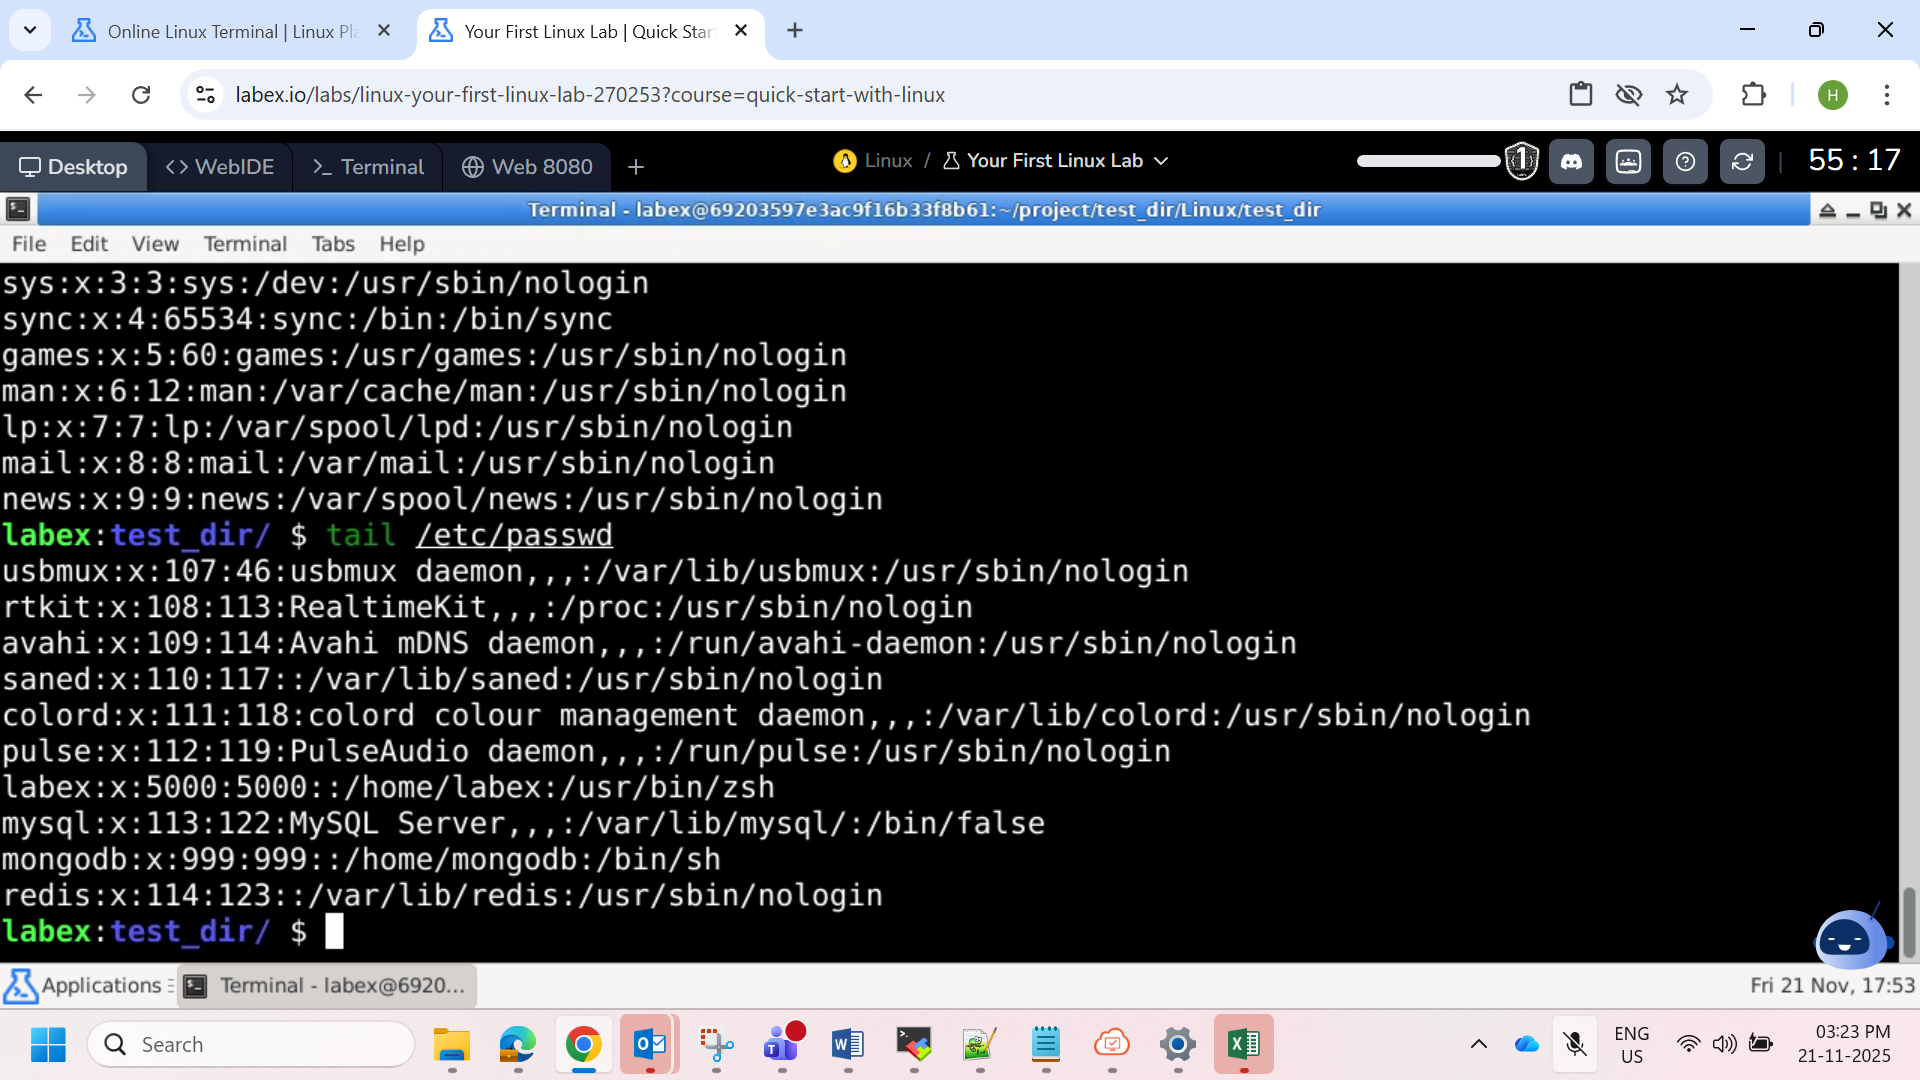 Online Linux Terminal | Linux Pla
Your First Linux Lab | Quick Star
labex.io/labs/linux-your-first-linux-lab-270253?course=quick-start-with-linux
H
Desktop
<> WebIDE
>_ Terminal
Web 8080
+
Linux / Your First Linux Lab
1
55 : 17
Terminal - labex@69203597e3ac9f16b33f8b61:~/project/test_dir/Linux/test_dir
File Edit View Terminal Tabs Help
sys:x:3:3:sys:/dev:/usr/sbin/nologin
sync:x:4:65534:sync:/bin:/bin/sync
games:x:5:60:games:/usr/games:/usr/sbin/nologin
man:x:6:12:man:/var/cache/man:/usr/sbin/nologin
lp:x:7:7:lp:/var/spool/lpd:/usr/sbin/nologin
mail:x:8:8:mail:/var/mail:/usr/sbin/nologin
news:x:9:9:news:/var/spool/news:/usr/sbin/nologin
labex:test_dir/ $ tail /etc/passwd
usbmux:x:107:46:usbmux daemon,,,:/var/lib/usbmux:/usr/sbin/nologin
rtkit:x:108:113:RealtimeKit,,,:/proc:/usr/sbin/nologin
avahi:x:109:114:Avahi mDNS daemon,,,:/run/avahi-daemon:/usr/sbin/nologin
saned:x:110:117::/var/lib/saned:/usr/sbin/nologin
colord:x:111:118:colord colour management daemon,,,:/var/lib/colord:/usr/sbin/nologin
pulse:x:112:119:PulseAudio daemon,,,:/run/pulse:/usr/sbin/nologin
labex:x:5000:5000::/home/labex:/usr/bin/zsh
mysql:x:113:122:MySQL Server,,,:/var/lib/mysql/:/bin/false
mongodb:x:999:999::/home/mongodb:/bin/sh
redis:x:114:123::/var/lib/redis:/usr/sbin/nologin
labex:test_dir/ $
Applications
Terminal - labex@6920...
Fri 21 Nov, 17:53
Search
ENG
US
03:23 PM
21-11-2025